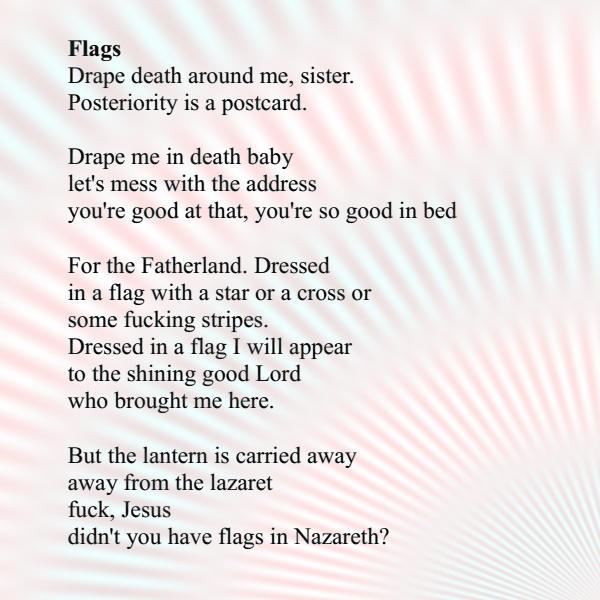 Flags
Drape death around me, sister.
Posteriority is a postcard.

Drape me in death baby
let's mess with the address
you're good at that, you're so good in bed

For the Fatherland. Dressed
in a flag with a star or a cross or
some fucking stripes.
Dressed in a flag I will appear
to the shining good Lord
who brought me here.

But the lantern is carried away
away from the lazaret
fuck, Jesus
didn't you have flags in Nazareth?